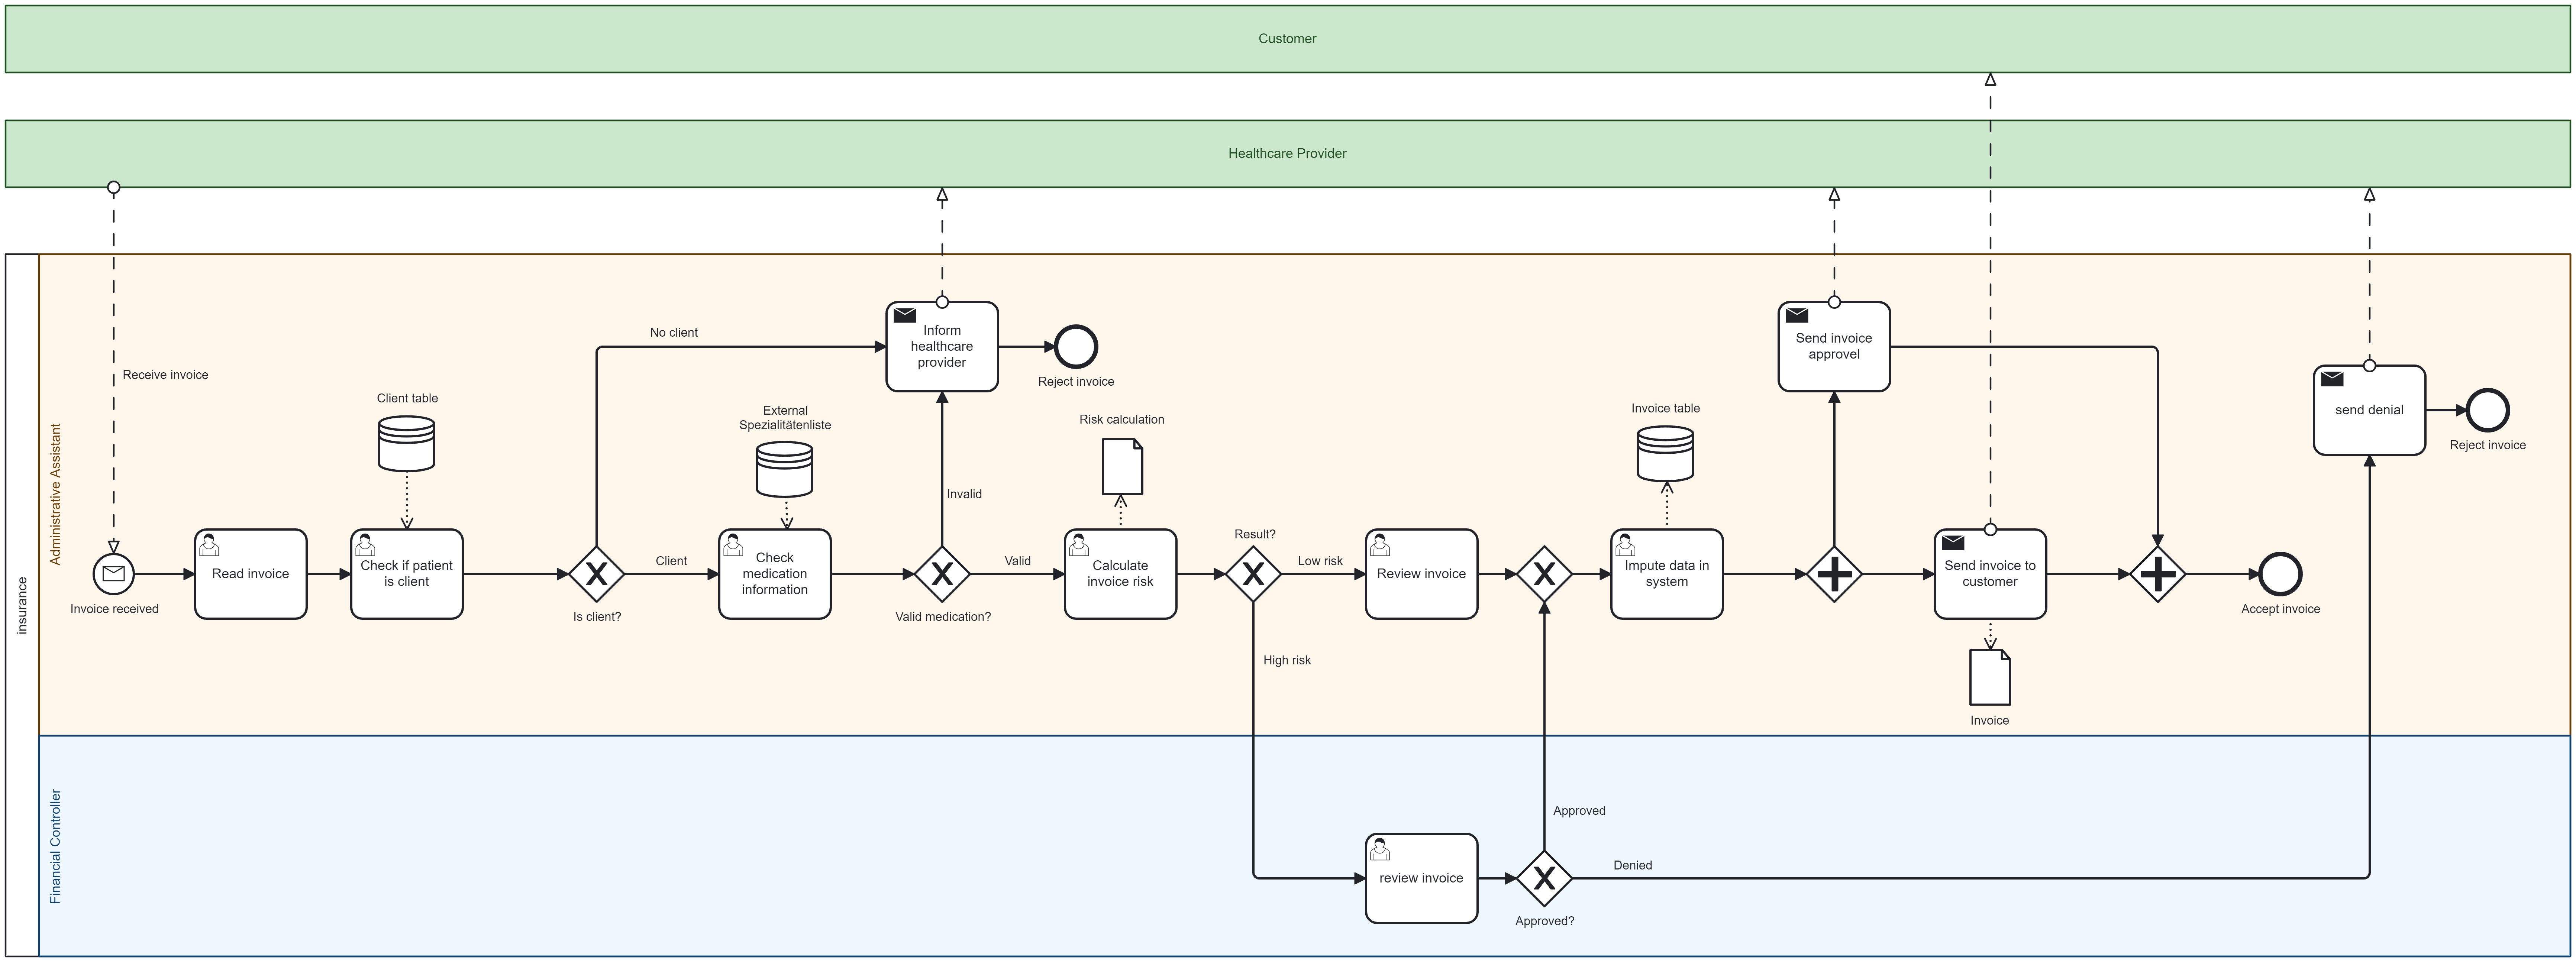 Customer
Healthcare Provider
insurance
Administrative Assistant
Financial Controller
Receive invoice
Invoice received
Read invoice
Client table
Check if patient
is client
Is client?
No client
Client
External
Spezialitätenliste
Check
medication
information
Inform
healthcare
provider
Reject invoice
Invalid
Valid medication?
Valid
Risk calculation
Calculate
invoice risk
Result?
Low risk
High risk
Review invoice
review invoice
Approved?
Approved
Denied
Invoice table
Impute data in
system
Send invoice
approvel
Send invoice to
customer
Invoice
Accept invoice
send denial
Reject invoice